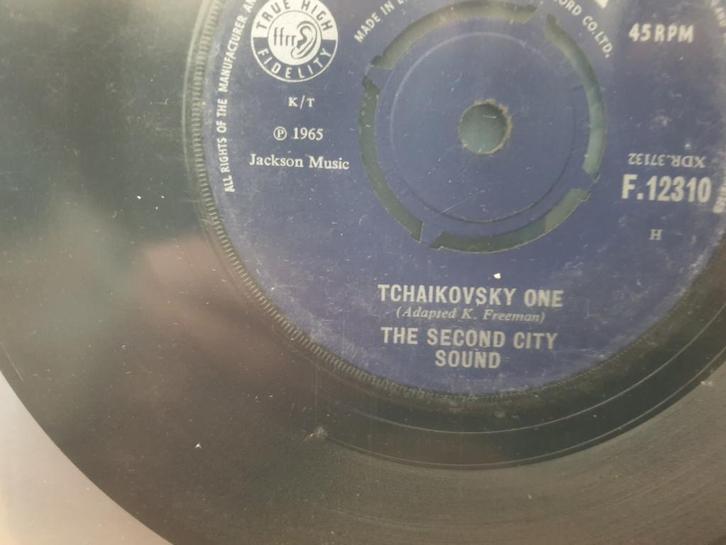 ALL RIGHTS OF THE MANUFACTURER
TRUE HIGH
ffrr
FIDELITY
MADE IN
CORD CO. LTD.
45 RPM
K/T
℗ 1965
Jackson Music
XDR.37132
F.12310
H
TCHAIKOVSKY ONE
(Adapted K. Freeman)
THE SECOND CITY
SOUND